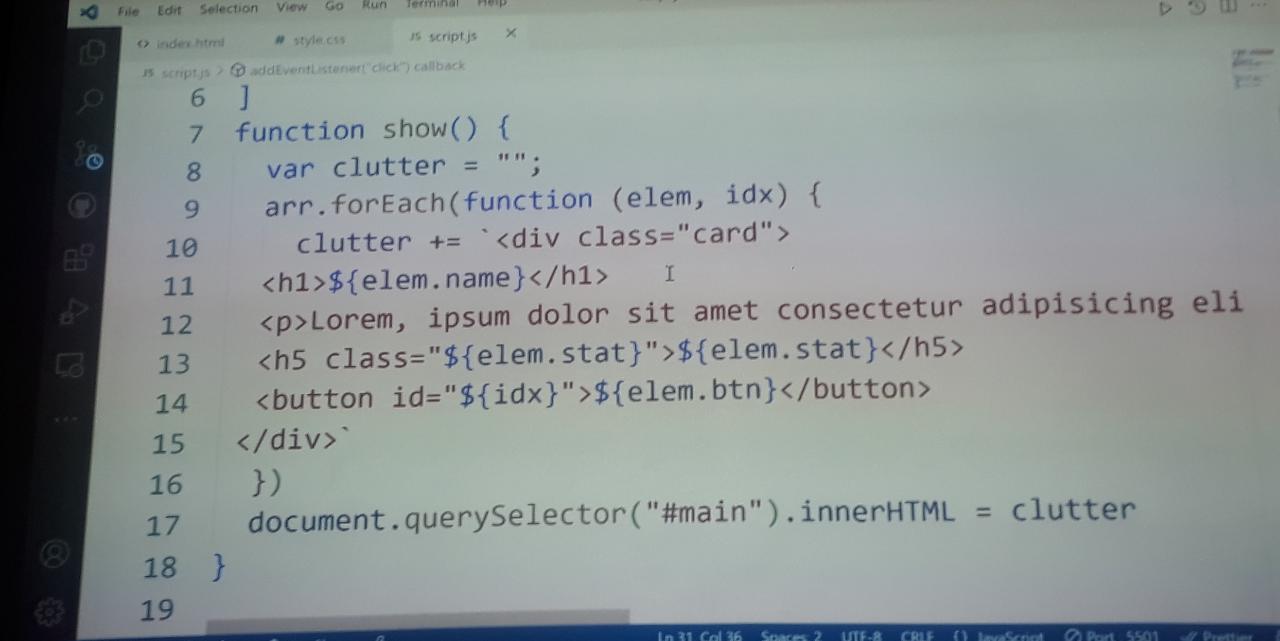 File Edit Selection View Go Run Terminal Help
<> index.html # style.css JS script.js ×
JS script.js > addEventListener("click") callback
6 ]
7 function show() {
8 var clutter = "";
9 arr.forEach(function (elem, idx) {
10 clutter += `<div class="card">
11 <h1>${elem.name}</h1>
12 <p>Lorem, ipsum dolor sit amet consectetur adipisicing eli
13 <h5 class="${elem.stat}">${elem.stat}</h5>
14 <button id="${idx}">${elem.btn}</button>
15 </div>`
16 })
17 document.querySelector("#main").innerHTML = clutter
18 }
19
Ln 31 Col 36 Spaces 2 UTF-8 CRLF {} JavaScript Port 5501 Prettier